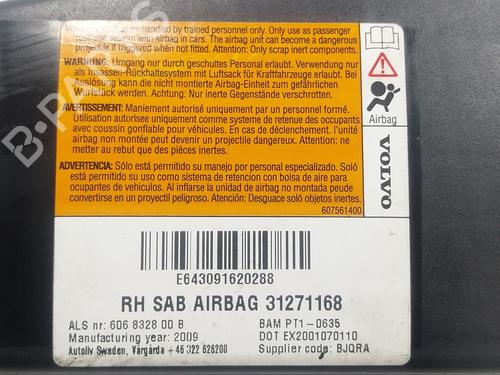 be handled by trained personnel only. Use as passenger
restraint system with airbag in cars. The airbag unit can become a dangerous
projectile if triggered when not mounted. Attention: Only scrap inert components.
WARNUNG: Umgang nur durch geschultes Personal erlaubt. Verwendung nur
als Insassen-Rückhaltesystem mit Luftsack für Kraftfahrzeuge erlaubt. Bei
Auslösung kann die nicht montierte Airbag-Einheit zum gefährlichen
Wurfstück werden. Achtung: Nur inerte Gegenstände verschrotten.
AVERTISSEMENT: Maniement autorisé uniquement par un personnel formé.
Utilisation autorisée uniquement comme systeme de retenue des occupants
avec coussin gonflable pour véhicules. En cas de déclenchement, l'unité
airbag non montée peut devenir un projectile dangereux. Attention: ne
mettre au rebut que des pièces inertes.
ADVERTENCIA: Sólo está permitido su manejo por personal especializado. Solo
está permitido su uso como sistema de retencion con bolsa de aire para
ocupantes de vehículos. Al inflarse la unidad de airbag no montada puede
convertirse en un proyectil peligroso. Atención: Desguace solo objetos inertes.
607561400
Airbag
VOLVO
B-PARTS
E643091620288
RH SAB AIRBAG 31271168
ALS nr: 606 8328 00 B
BAM PT1-0635
Manufacturing year: 2009
DOT EX2001070110
Autoliv Sweden, Vårgårda +46 322 626200
Supplier code: BJQRA